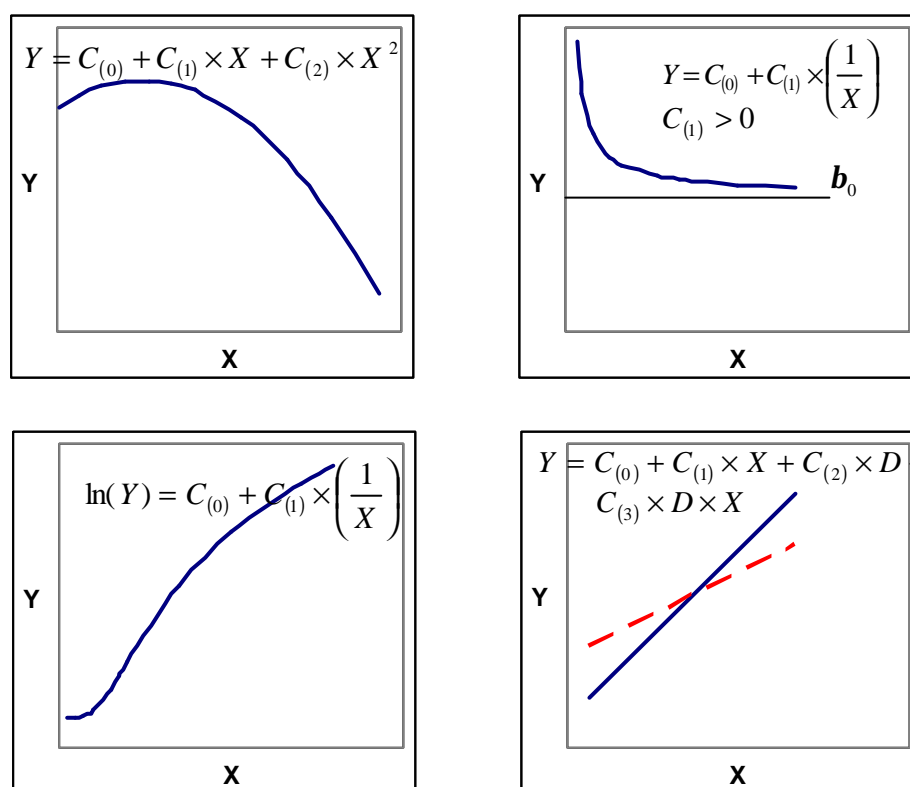 Y = C₍₀₎ + C₍₁₎ × X + C₍₂₎ × X²
Y
X
Y = C₍₀₎ + C₍₁₎ × (1/X)
C₍₁₎ > 0
Y
b₀
X
ln(Y) = C₍₀₎ + C₍₁₎ × (1/X)
Y
X
Y = C₍₀₎ + C₍₁₎ × X + C₍₂₎ × D
C₍₃₎ × D × X
Y
X